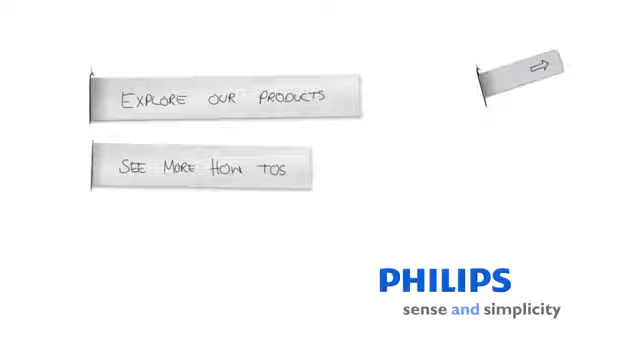 EXPLORE OUR PRODUCTS
SEE MORE HOW TOS
PHILIPS
sense and simplicity